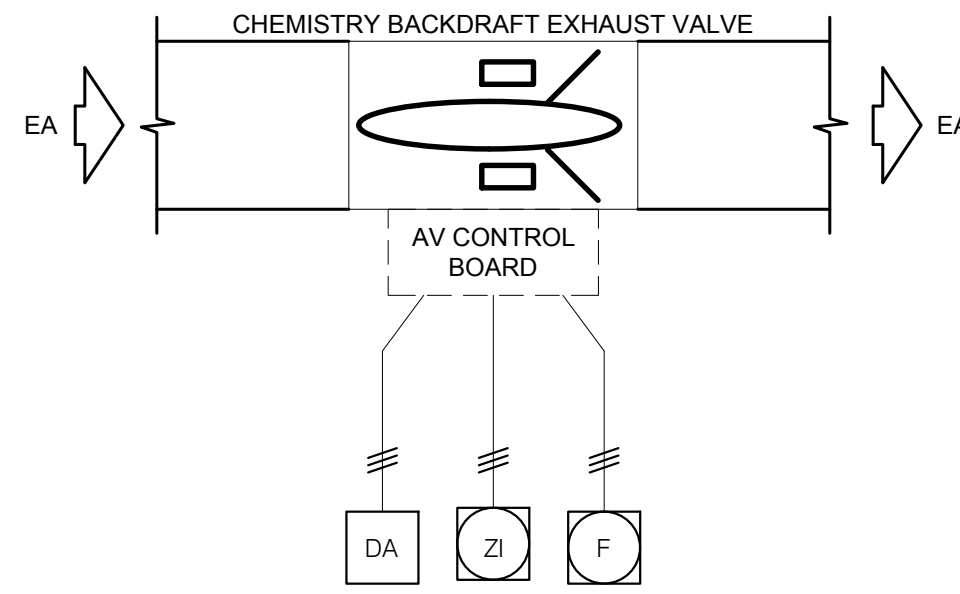 CHEMISTRY BACKDRAFT EXHAUST VALVE
EA
EA
AV CONTROL
BOARD
DA
ZI
F